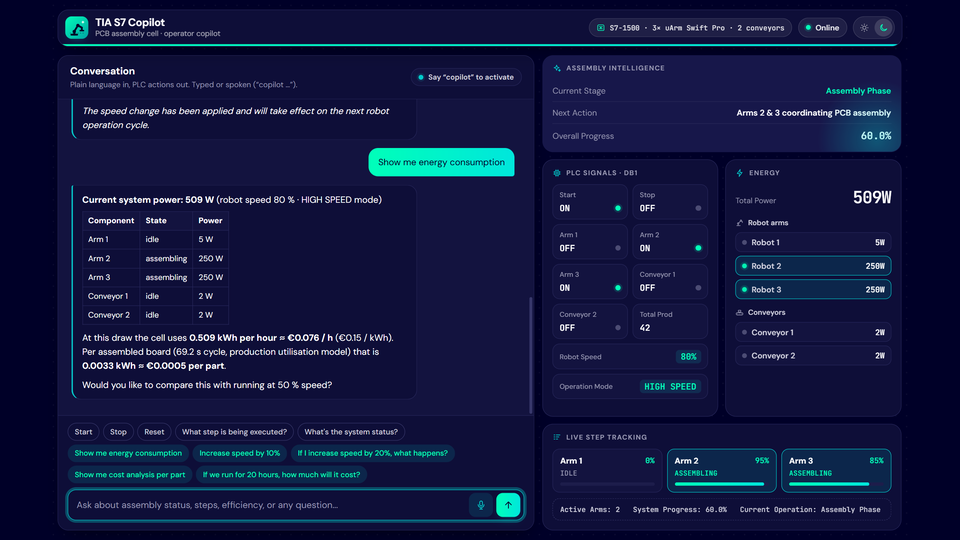 TIA S7 Copilot
PCB assembly cell · operator copilot
S7-1500 · 3× uArm Swift Pro · 2 conveyors
Online
Conversation
Plain language in, PLC actions out. Typed or spoken (“copilot …”).
Say “copilot” to activate
The speed change has been applied and will take effect on the next robot
operation cycle.
Show me energy consumption
Current system power: 509 W (robot speed 80 % · HIGH SPEED mode)
Component State Power
Arm 1 idle 5 W
Arm 2 assembling 250 W
Arm 3 assembling 250 W
Conveyor 1 idle 2 W
Conveyor 2 idle 2 W
At this draw the cell uses 0.509 kWh per hour ≈ €0.076 / h (€0.15 / kWh).
Per assembled board (69.2 s cycle, production utilisation model) that is
0.0033 kWh ≈ €0.0005 per part.
Would you like to compare this with running at 50 % speed?
Start Stop Reset What step is being executed? What's the system status?
Show me energy consumption Increase speed by 10% If I increase speed by 20%, what happens?
Show me cost analysis per part If we run for 20 hours, how much will it cost?
Ask about assembly status, steps, efficiency, or any question...
ASSEMBLY INTELLIGENCE
Current Stage Assembly Phase
Next Action Arms 2 & 3 coordinating PCB assembly
Overall Progress 60.0%
PLC SIGNALS · DB1
Start Stop
ON OFF
Arm 1 Arm 2
OFF ON
Arm 3 Conveyor 1
ON OFF
Conveyor 2 Total Prod
OFF 42
Robot Speed 80%
Operation Mode HIGH SPEED
ENERGY
Total Power 509W
Robot arms
Robot 1 5W
Robot 2 250W
Robot 3 250W
Conveyors
Conveyor 1 2W
Conveyor 2 2W
LIVE STEP TRACKING
Arm 1 0% Arm 2 95% Arm 3 85%
IDLE ASSEMBLING ASSEMBLING
Active Arms: 2 System Progress: 60.0% Current Operation: Assembly Phase